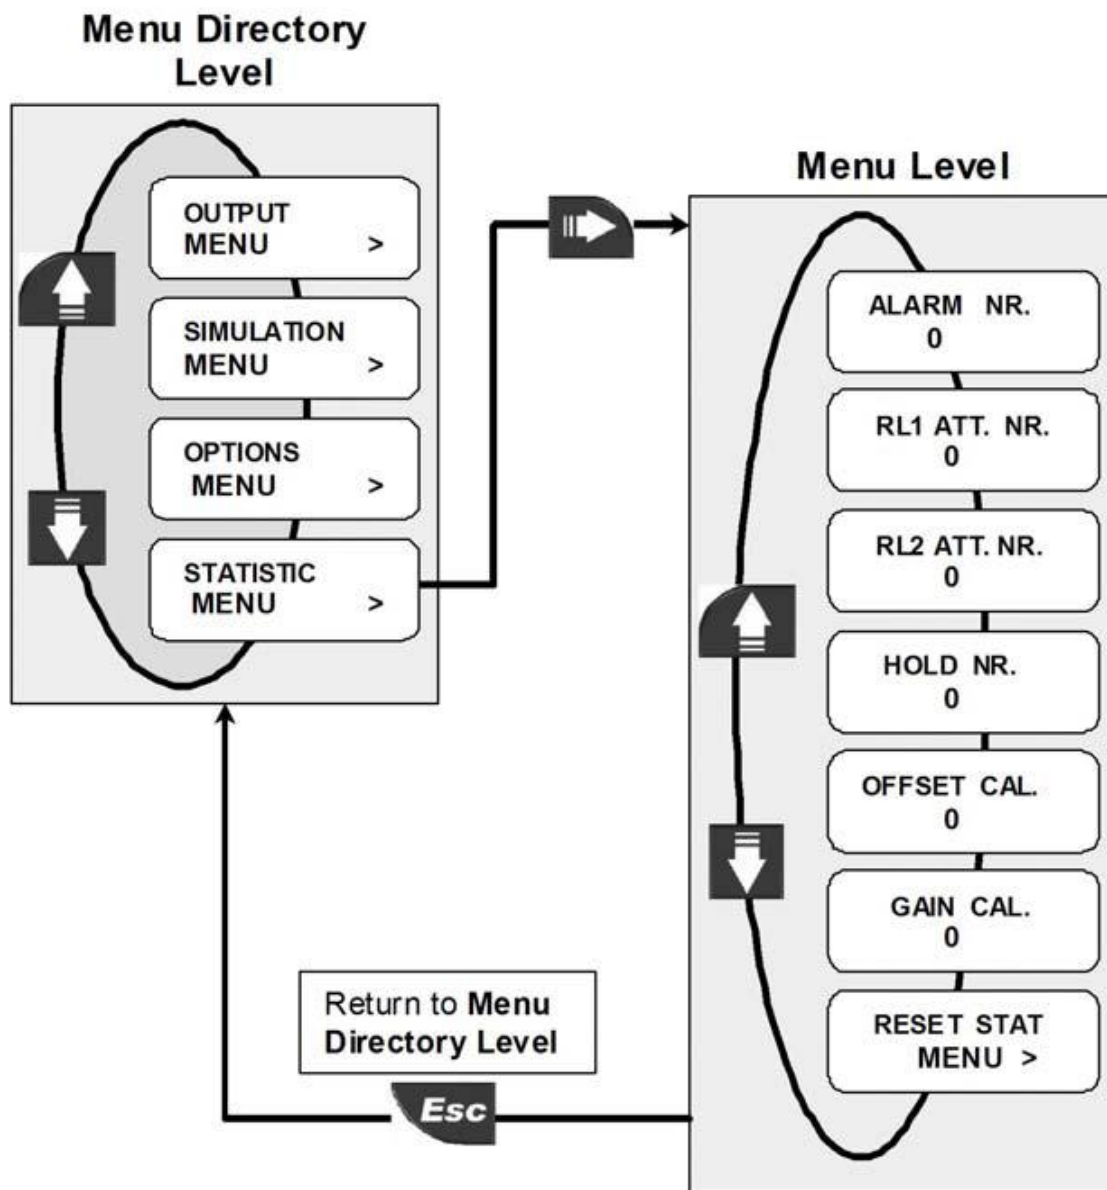 Menu Directory
Level
OUTPUT
MENU >
SIMULATION
MENU >
OPTIONS
MENU >
STATISTIC
MENU >
Menu Level
ALARM NR.
0
RL1 ATT. NR.
0
RL2 ATT. NR.
0
HOLD NR.
0
OFFSET CAL.
0
GAIN CAL.
0
RESET STAT
MENU >
Return to Menu
Directory Level
Esc